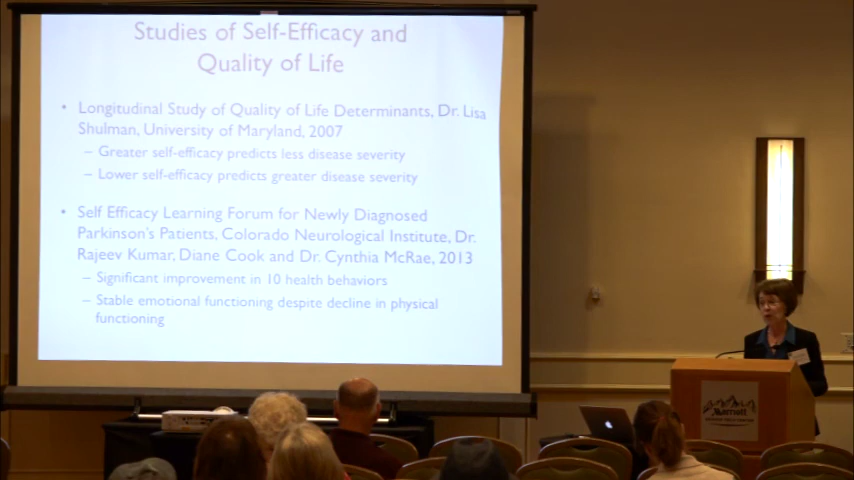 Studies of Self-Efficacy and
Quality of Life
• Longitudinal Study of Quality of Life Determinants, Dr. Lisa
Shulman, University of Maryland, 2007
– Greater self-efficacy predicts less disease severity
– Lower self-efficacy predicts greater disease severity
• Self Efficacy Learning Forum for Newly Diagnosed
Parkinson's Patients, Colorado Neurological Institute, Dr.
Rajeev Kumar, Diane Cook and Dr. Cynthia McRae, 2013
– Significant improvement in 10 health behaviors
– Stable emotional functioning despite decline in physical
functioning
Marriott